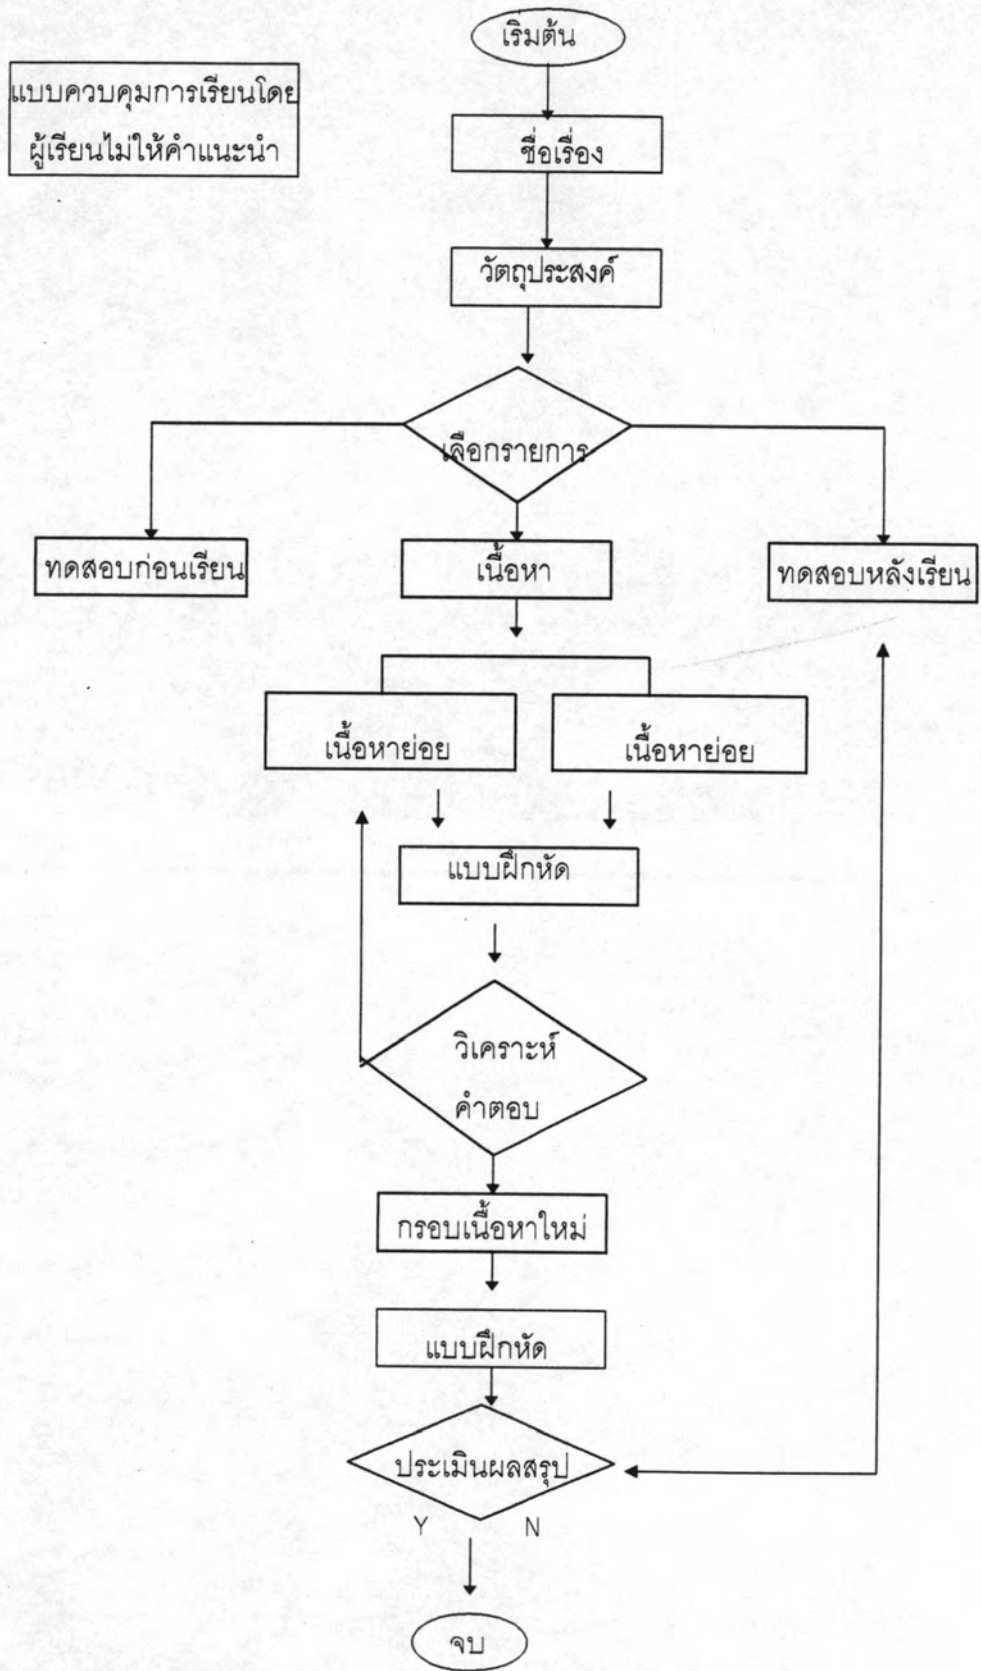 เริ่มต้น
แบบควบคุมการเรียนโดย
ผู้เรียนไม่ให้คำแนะนำ
ชื่อเรื่อง
วัตถุประสงค์
เลือกรายการ
ทดสอบก่อนเรียน
เนื้อหา
ทดสอบหลังเรียน
เนื้อหาย่อย
เนื้อหาย่อย
แบบฝึกหัด
วิเคราะห์
คำตอบ
กรอบเนื้อหาใหม่
แบบฝึกหัด
ประเมินผลสรุป
Y N
จบ